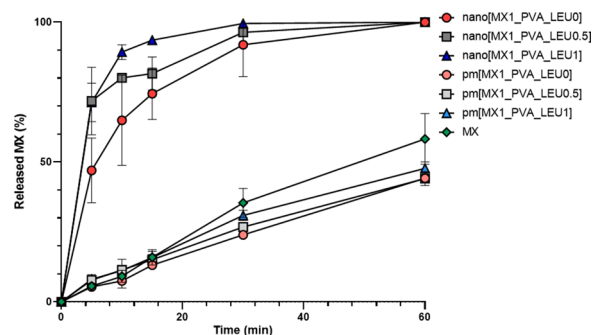 100
50
0
Released MX (%)
0
20
40
60
Time (min)
nano[MX1_PVA_LEU0]
nano[MX1_PVA_LEU0.5]
nano[MX1_PVA_LEU1]
pm[MX1_PVA_LEU0]
pm[MX1_PVA_LEU0.5]
pm[MX1_PVA_LEU1]
MX